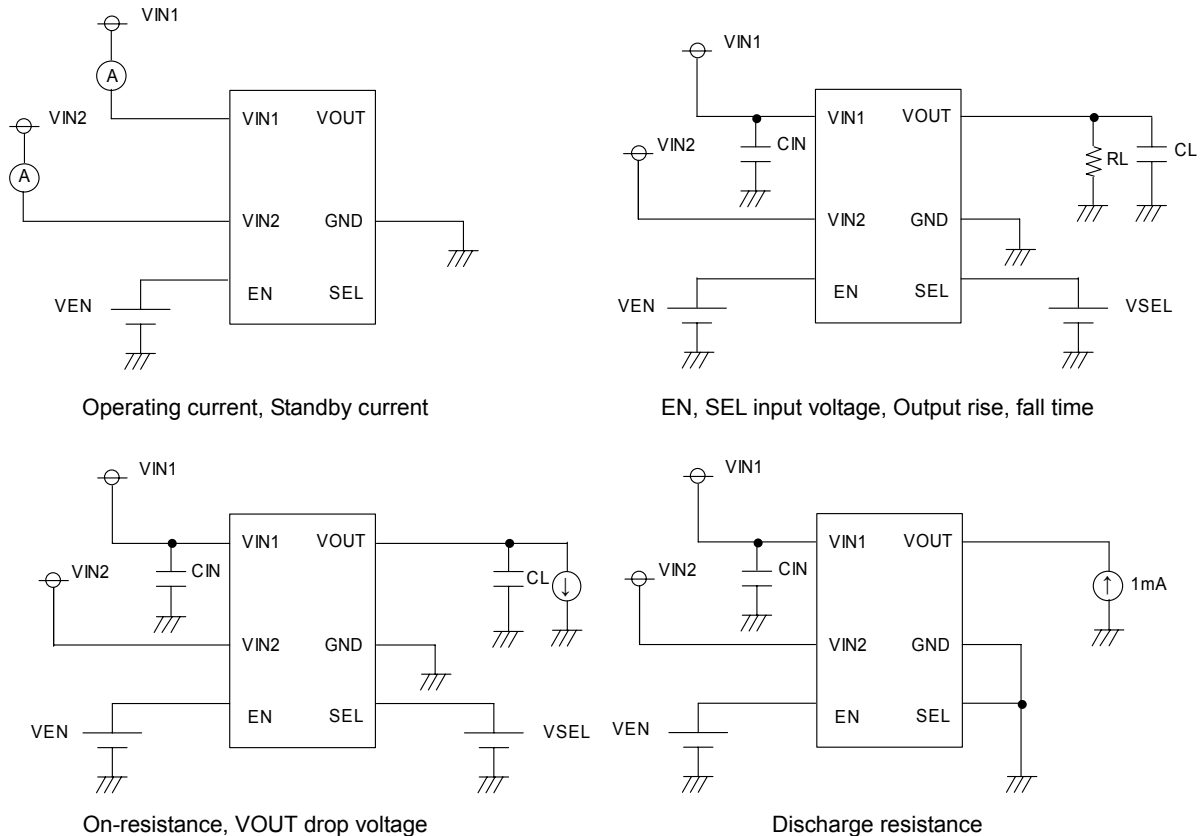 VIN1
A
VIN2
A
VIN1 VOUT
VIN2 GND
EN SEL
VEN
Operating current, Standby current
VIN1
VIN2
CIN
VIN1 VOUT
VIN2 GND
EN SEL
RL
CL
VEN
VSEL
EN, SEL input voltage, Output rise, fall time
VIN1
VIN2
CIN
VIN1 VOUT
VIN2 GND
EN SEL
CL
VEN
VSEL
On-resistance, VOUT drop voltage
VIN1
VIN2
CIN
VIN1 VOUT
VIN2 GND
EN SEL
1mA
VEN
Discharge resistance